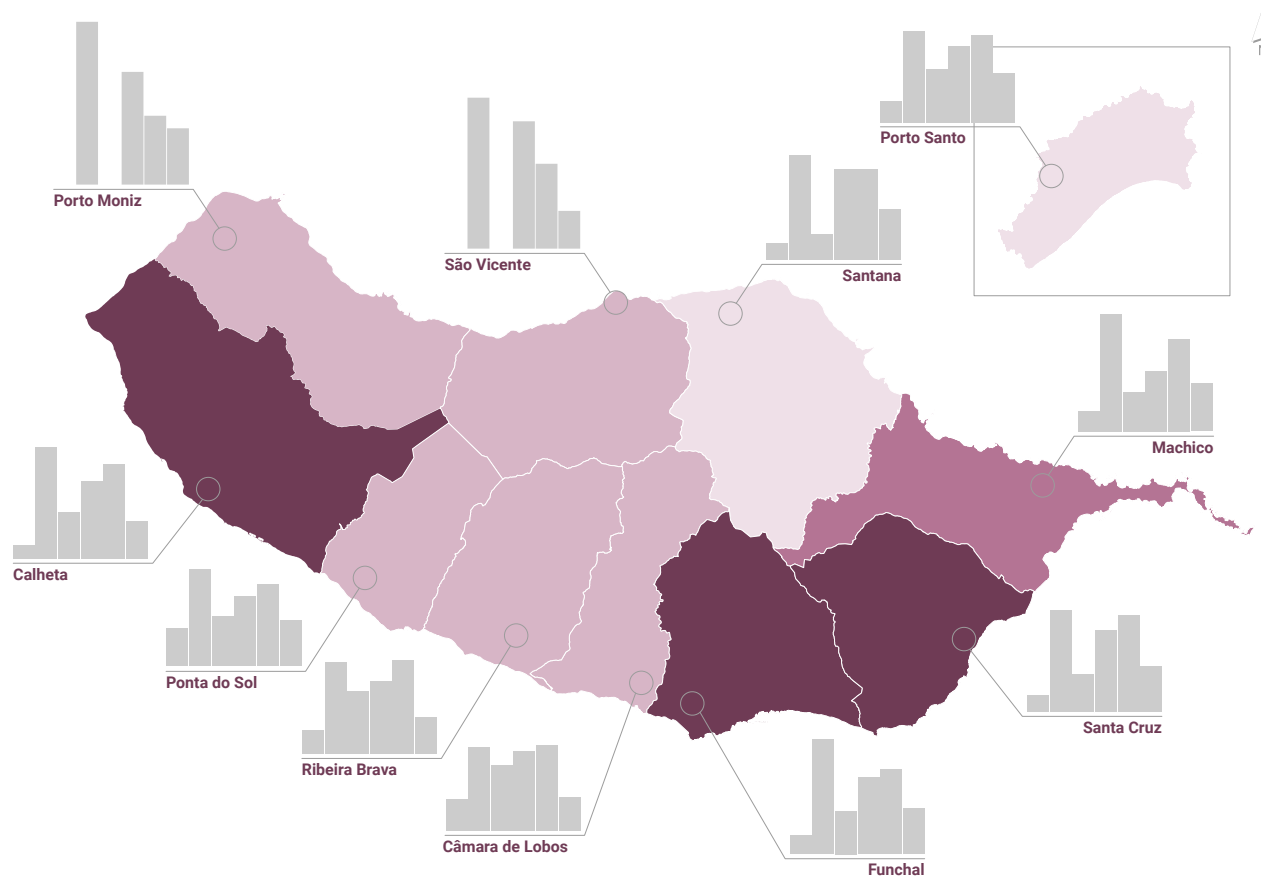 Porto Santo
Porto Moniz
São Vicente
Santana
Machico
Calheta
Ponta do Sol
Santa Cruz
Ribeira Brava
Câmara de Lobos
Funchal